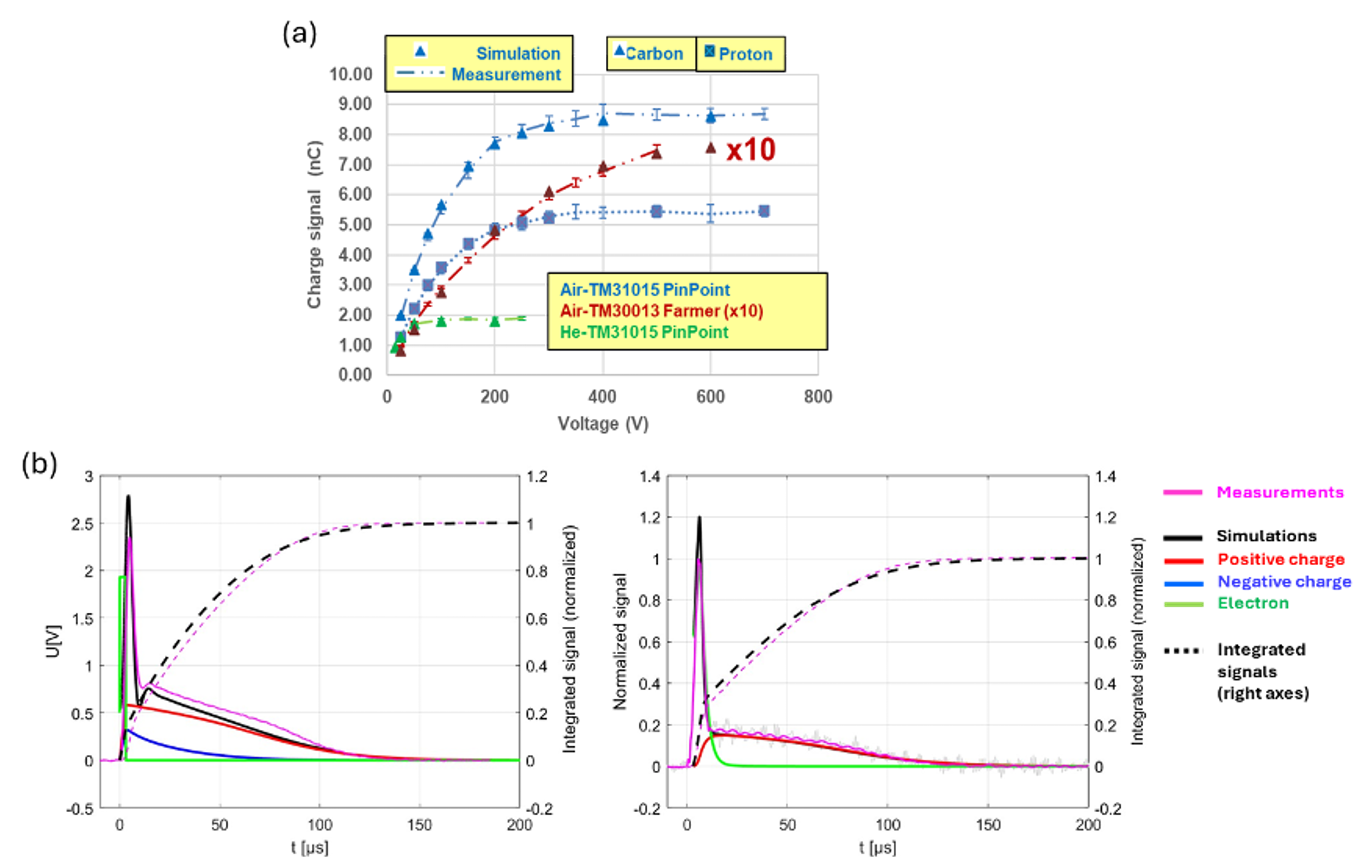 (a)
Simulation
Measurement
Carbon
Proton
10.00
9.00
8.00
7.00
6.00
5.00
4.00
3.00
2.00
1.00
0.00
Charge signal (nC)
x10
Air-TM31015 PinPoint
Air-TM30013 Farmer (x10)
He-TM31015 PinPoint
0 200 400 600 800
Voltage (V)
(b)
3
2.5
2
1.5
1
0.5
0
-0.5
U[V]
1.2
1
0.8
0.6
0.4
0.2
0
-0.2
Integrated signal (normalized)
0 50 100 150 200
t [µs]
1.4
1.2
1
0.8
0.6
0.4
0.2
0
-0.2
Normalized signal
1.4
1.2
1
0.8
0.6
0.4
0.2
0
-0.2
Integrated signal (normalized)
0 50 100 150 200
t [µs]
Measurements
Simulations
Positive charge
Negative charge
Electron
Integrated
signals
(right axes)